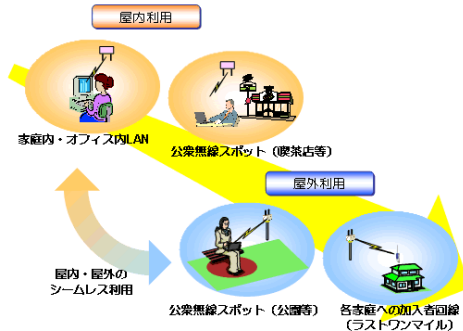 屋内利用
家庭内・オフィス内LAN
公衆無線スポット（喫茶店等）
屋外利用
屋内・屋外の
シームレス利用
公衆無線スポット（公園等）
各家庭への加入者回線
（ラストワンマイル）